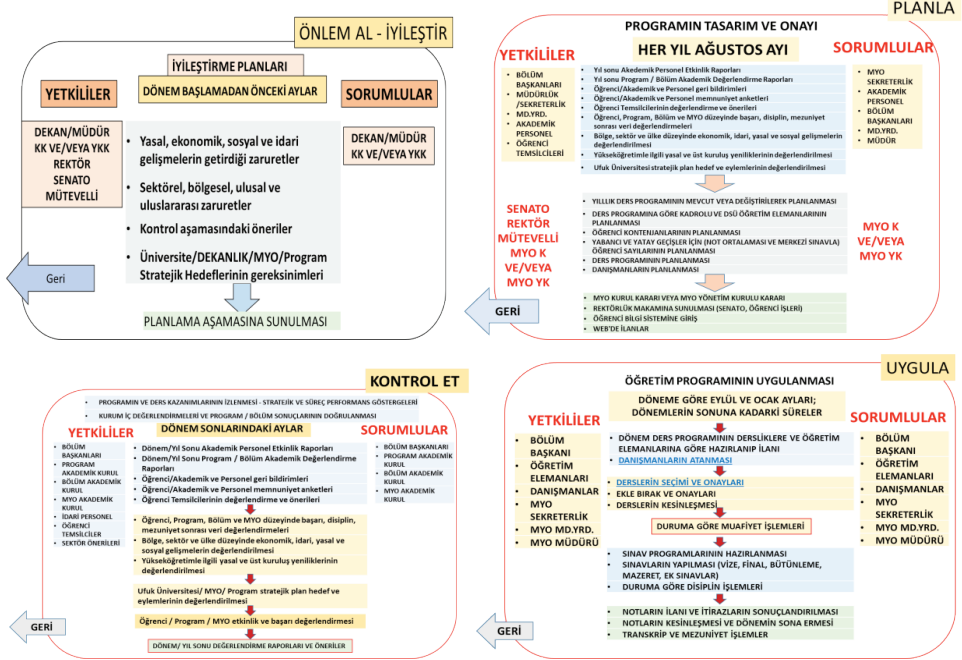 ÖNLEM AL - İYİLEŞTİR
İYİLEŞTİRME PLANLARI
DÖNEM BAŞLAMADAN ÖNCEKİ AYLAR
YETKİLİLER
SORUMLULAR
DEKAN/MÜDÜR
KK VE/VEYA YKK
REKTÖR
SENATO
MÜTEVELLİ
• Yasal, ekonomik, sosyal ve idari
gelişmelerin getirdiği zaruretler
• Sektörel, bölgesel, ulusal ve
uluslararası zaruretler
• Kontrol aşamasındaki öneriler
• Üniversite/DEKANLIK/MYO/Program
Stratejik Hedeflerinin gereksinimleri
DEKAN/MÜDÜR
KK VE/VEYA YKK
Geri
PLANLAMA AŞAMASINA SUNULMASI
PLANLA
PROGRAMIN TASARIM VE ONAYI
YETKİLİLER
HER YIL AĞUSTOS AYI
SORUMLULAR
• BÖLÜM
BAŞKANLARI
• MÜDÜRLÜK
/SEKRETERLİK
• MD.YRD.
• AKADEMİK
PERSONEL
• ÖĞRENCİ
TEMSİLCİLERİ
• Yıl sonu Akedemik Personel Etkinlik Raporları
• Yıl sonu Program / Bölüm Akademik Değerlendirme Raporları
• Öğrenci/Akademik ve Personel geri bildirimleri
• Öğrenci/Akademik ve Personel memnuniyet anketleri
• Öğrenci Temsilcilerinin değerlendirme ve önerileri
• Öğrenci, Program, Bölüm ve MYO düzeyinde başarı, disiplin, mezuniyet
sonrası veri değerlendirmeleri
• Bölge, sektör ve ülke düzeyinde ekonomik, idari, yasal ve sosyal gelişmelerin
değerlendirilmesi
• Yükseköğretimle ilgili yasal ve üst kuruluş yeniliklerinin değerlendirilmesi
• Ufuk Üniversitesi stratejik plan hedef ve eylemlerinin değerlendirilmesi
• MYO
SEKRETERLİK
• AKADEMİK
PERSONEL
• BÖLÜM
BAŞKANLARI
• MD.YRD.
• MÜDÜR
SENATO
REKTÖR
MÜTEVELLİ
MYO K
VE/VEYA
MYO YK
• YILLLIK DERS PROGRAMININ MEVCUT VEYA DEĞİŞTİRİLEREK PLANLANMASI
• DERS PROGRAMINA GÖRE KADROLU VE DSÜ ÖĞRETİM ELEMANLARININ
PLANLANMASI
• ÖĞRENCİ KONTENJANLARININ PLANLANMASI
• YABANCI VE YATAY GEÇİŞLER İÇİN (NOT ORTALAMASI VE MERKEZİ SINAVLA)
ÖĞRENCİ SAYILARININ PLANLANMASI
• DERS PROGRAMININ PLANLANMASI
• DANIŞMANLARIN PLANLANMASI
MYO K
VE/VEYA
MYO YK
• MYO KURUL KARARI VEYA MYO YÖNETİM KURULU KARARI
• REKTÖRLÜK MAKAMINA SUNULMASI (SENATO, ÖĞRENCİ İŞLERİ)
• ÖĞRENCİ BİLGİ SİSTEMİNE GİRİŞ
• WEB'DE İLANLAR
GERİ
KONTROL ET
• PROGRAMIN VE DERS KAZANIMLARININ İZLENMESİ - STRATEJİK VE SÜREÇ PERFORMANS GÖSTERGELERİ
• KURUM İÇ DEĞERLENDİRMELERİ VE PROGRAM / BÖLÜM SONUÇLARININ DOĞRULANMASI
YETKİLİLER
DÖNEM SONLARINDAKİ AYLAR
SORUMLULAR
• BÖLÜM
BAŞKANLARI
• PROGRAM
AKADEMİK KURUL
• BÖLÜM AKADEMİK
KURUL
• MYO AKADEMİK
KURUL
• İDARİ PERSONEL
• ÖĞRENCİ
TEMSİLCİLER
• SEKTÖR ÖNERİLERİ
• Dönem/Yıl Sonu Akademik Personel Etkinlik Raporları
• Dönem/Yıl Sonu Program / Bölüm Akademik Değerlendirme
Raporları
• Öğrenci/Akademik ve Personel geri bildirimleri
• Öğrenci/Akademik ve Personel memnuniyet anketleri
• Öğrenci Temsilcilerinin değerlendirme ve önerileri
• BÖLÜM BAŞKANLARI
• PROGRAM AKADEMİK
KURUL
• BÖLÜM AKADEMİK
KURUL
• MYO AKADEMİK KURUL
• Öğrenci, Program, Bölüm ve MYO düzeyinde başarı, disiplin,
mezuniyet sonrası veri değerlendirmeleri
• Bölge, sektör ve ülke düzeyinde ekonomik, idari, yasal ve
sosyal gelişmelerin değerlendirilmesi
• Yükseköğretimle ilgili yasal ve üst kuruluş yeniliklerinin
değerlendirilmesi
Ufuk Üniversitesi/ MYO/ Program stratejik plan hedef ve
eylemlerinin değerlendirilmesi
Öğrenci / Program / MYO etkinlik ve başarı değerlendirmesi
GERİ
DÖNEM/ YIL SONU DEĞERLENDİRME RAPORLARI VE ÖNERİLER
UYGULA
ÖĞRETİM PROGRAMININ UYGULANMASI
DÖNEME GÖRE EYLÜL VE OCAK AYLARI;
DÖNEMLERİN SONUNA KADARKİ SÜRELER
YETKİLİLER
SORUMLULAR
• BÖLÜM
BAŞKANI
• ÖĞRETİM
ELEMANLARI
• DANIŞMANLAR
• MYO
SEKRETERLİK
• MYO MD.YRD.
• MYO MÜDÜRÜ
• DÖNEM DERS PROGRAMININ DERSLİKLERE VE ÖĞRETİM
ELEMANLARINA GÖRE HAZIRLANIP İLANI
• DANIŞMANLARIN ATANMASI
• DERSLERİN SEÇİMİ VE ONAYLARI
• EKLE BIRAK VE ONAYLARI
• DERSLERİN KESİNLEŞMESİ
DURUMA GÖRE MUAFİYET İŞLEMLERİ
• SINAV PROGRAMLARININ HAZIRLANMASI
• SINAVLARIN YAPILMASI (VİZE, FİNAL, BÜTÜNLEME,
MAZERET, EK SINAVLAR)
• DURUMA GÖRE DİSİPLİN İŞLEMLERİ
• NOTLARIN İLANI VE İTİRAZLARIN SONUÇLANDIRILMASI
• NOTLARIN KESİNLEŞMESİ VE DÖNEMİN SONA ERMESİ
• TRANSKRİP VE MEZUNİYET İŞLEMLER
• BÖLÜM
BAŞKANI
• ÖĞRETİM
ELEMANLARI
• DANIŞMANLAR
• MYO
SEKRETERLİK
• MYO MD.YRD.
• MYO MÜDÜRÜ
GERİ